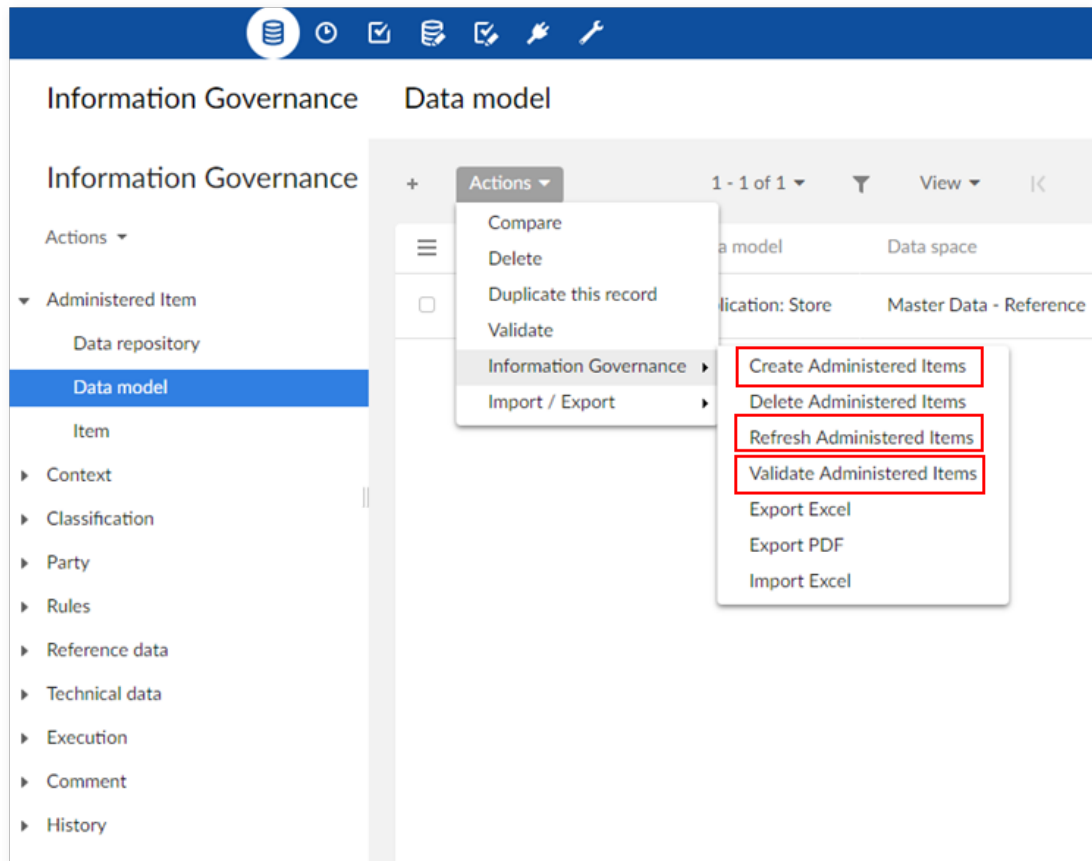 Information Governance
Data model
Information Governance
Actions
Administered Item
Data repository
Data model
Item
Context
Classification
Party
Rules
Reference data
Technical data
Execution
Comment
History
+ Actions 1 - 1 of 1 View
a model Data space
lication: Store Master Data - Reference
Compare
Delete
Duplicate this record
Validate
Information Governance
Import / Export
Create Administered Items
Delete Administered Items
Refresh Administered Items
Validate Administered Items
Export Excel
Export PDF
Import Excel